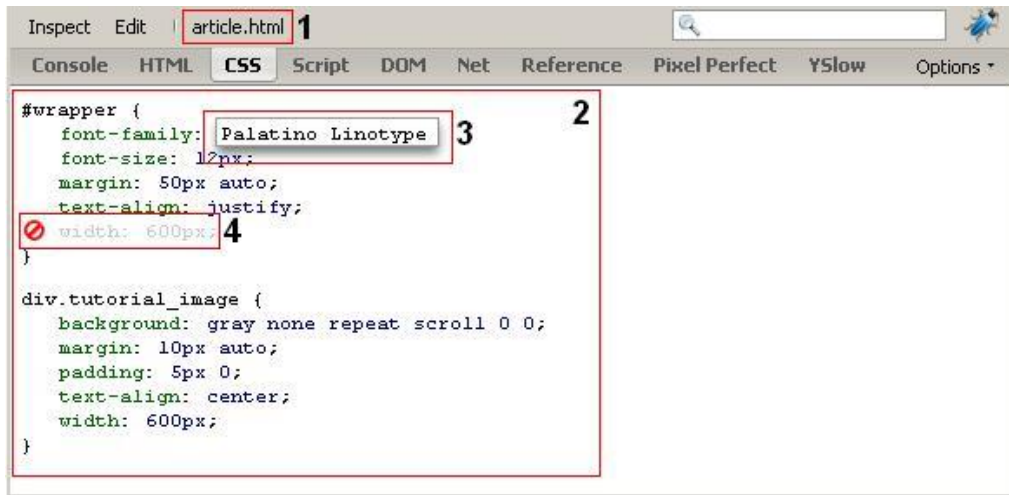 Inspect Edit article.html 1
Console HTML CSS Script DOM Net Reference Pixel Perfect YSlow Options
2
#wrapper {
font-family: Palatino Linotype 3
font-size: 12px;
margin: 50px auto;
text-align: justify;
width: 600px; 4
}
div.tutorial_image {
background: gray none repeat scroll 0 0;
margin: 10px auto;
padding: 5px 0;
text-align: center;
width: 600px;
}